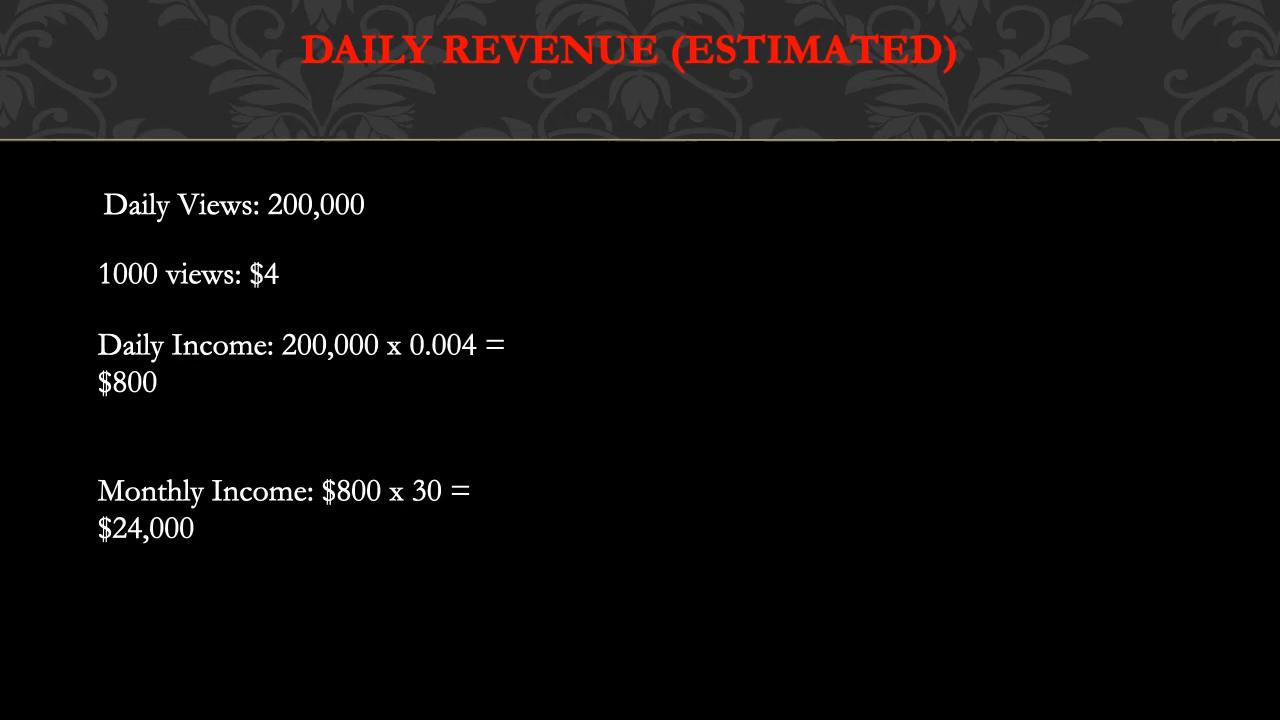 DAILY REVENUE (ESTIMATED)
Daily Views: 200,000
1000 views: $4
Daily Income: 200,000 x 0.004 =
$800
Monthly Income: $800 x 30 =
$24,000